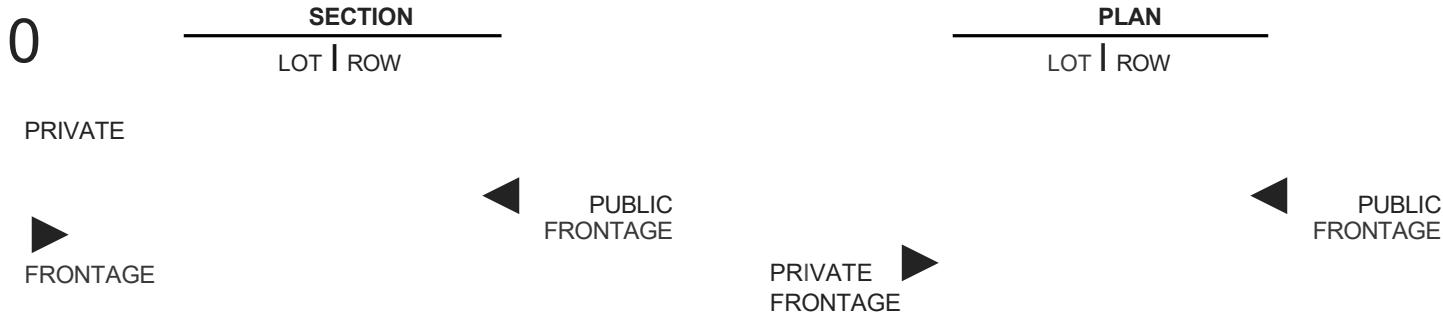 0
SECTION
LOT | ROW
PRIVATE
FRONTAGE
PUBLIC
FRONTAGE
PLAN
LOT | ROW
PRIVATE
FRONTAGE
PUBLIC
FRONTAGE